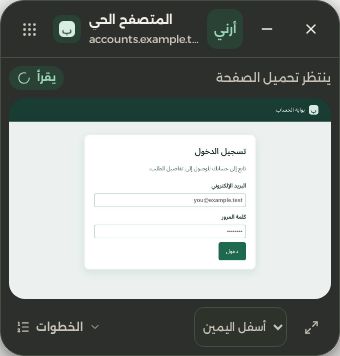 المتصفح الحي
accounts.example.t...
أرني
ب
ينتظر تحميل الصفحة
يقرأ
ب
بوابة الحساب
تسجيل الدخول
تابع إلى حسابك للوصول إلى تفاصيل الطلب.
البريد الإلكتروني
you@example.test
كلمة المرور
••••••••
دخول
أسفل اليمين
الخطوات